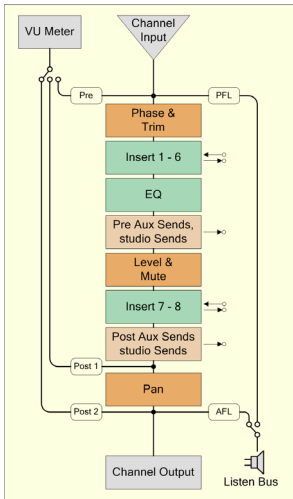 VU Meter
Channel
Input
Pre
PFL
Phase &
Trim
Insert 1 - 6
EQ
Pre Aux Sends,
studio Sends
Level &
Mute
Insert 7 - 8
Post Aux Sends
studio Sends
Post 1
Pan
Post 2
AFL
Channel Output
Listen Bus